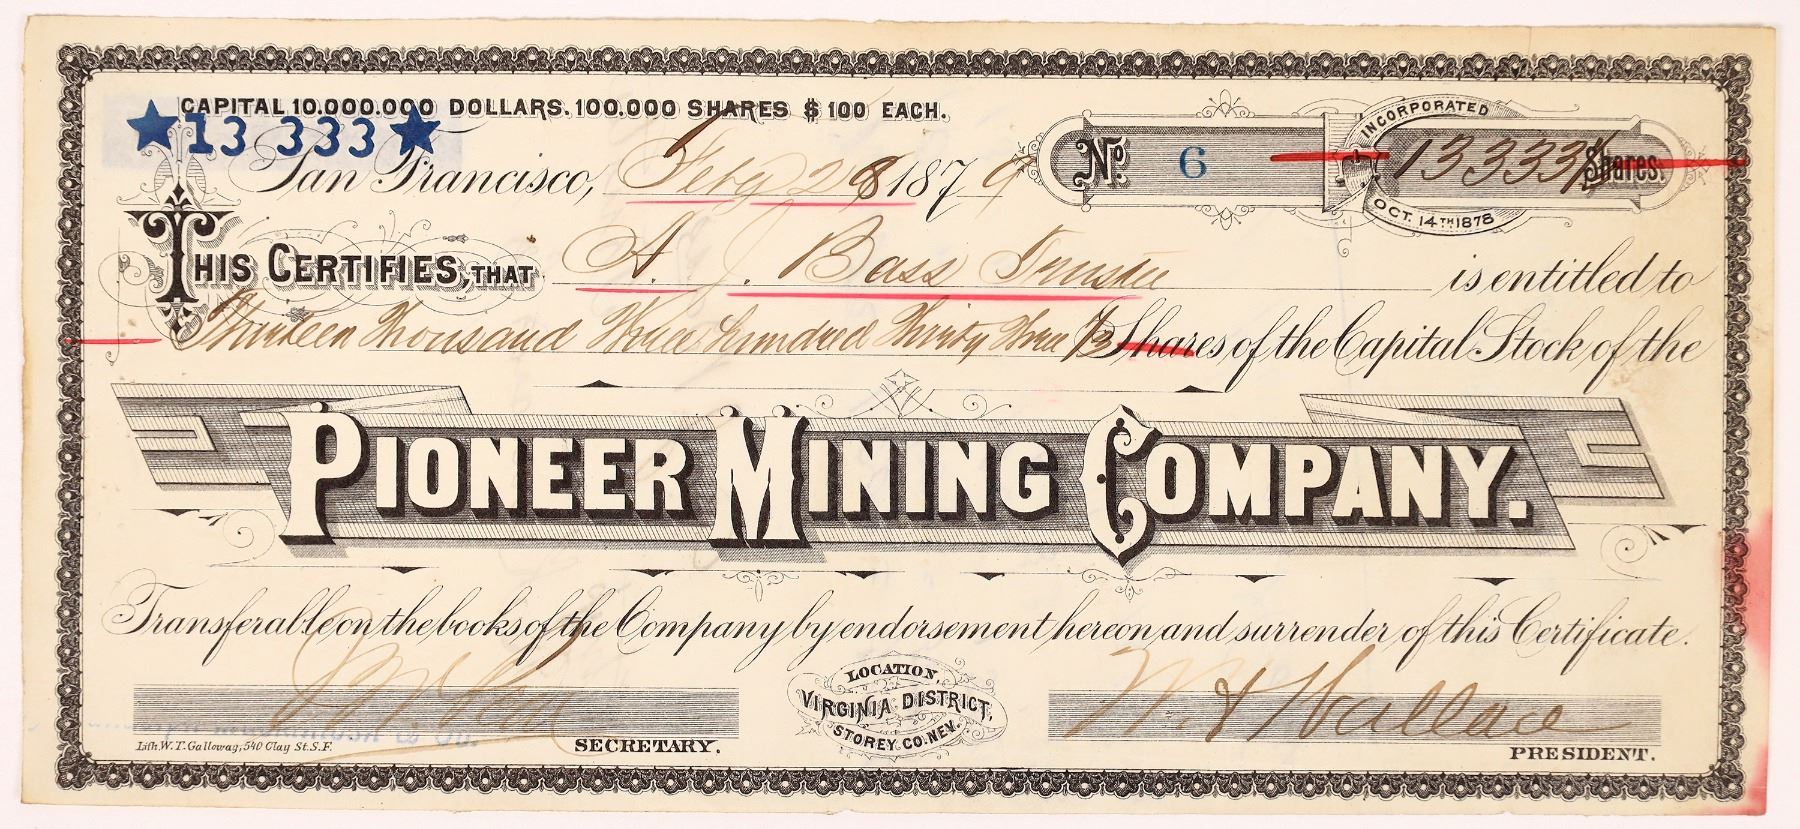 CAPITAL 10.000.000 DOLLARS. 100.000 SHARES $ 100 EACH.
★13 333★
San Francisco, Feby 28 1879
No. 6
INCORPORATED
13333 1/3 Shares.
OCT. 14TH 1878
THIS CERTIFIES, THAT A. J. Bass Trustee is entitled to
Thirteen Thousand Three hundred Thirty Three 1/3 Shares of the Capital Stock of the
PIONEER MINING COMPANY.
Transferable on the books of the Company by endorsement hereon and surrender of this Certificate.
LOCATION,
VIRGINIA DISTRICT,
STOREY CO. NEV.
Wallace
Lith W. T. Galloway, 540 Clay St. S.F.
SECRETARY.
PRESIDENT.